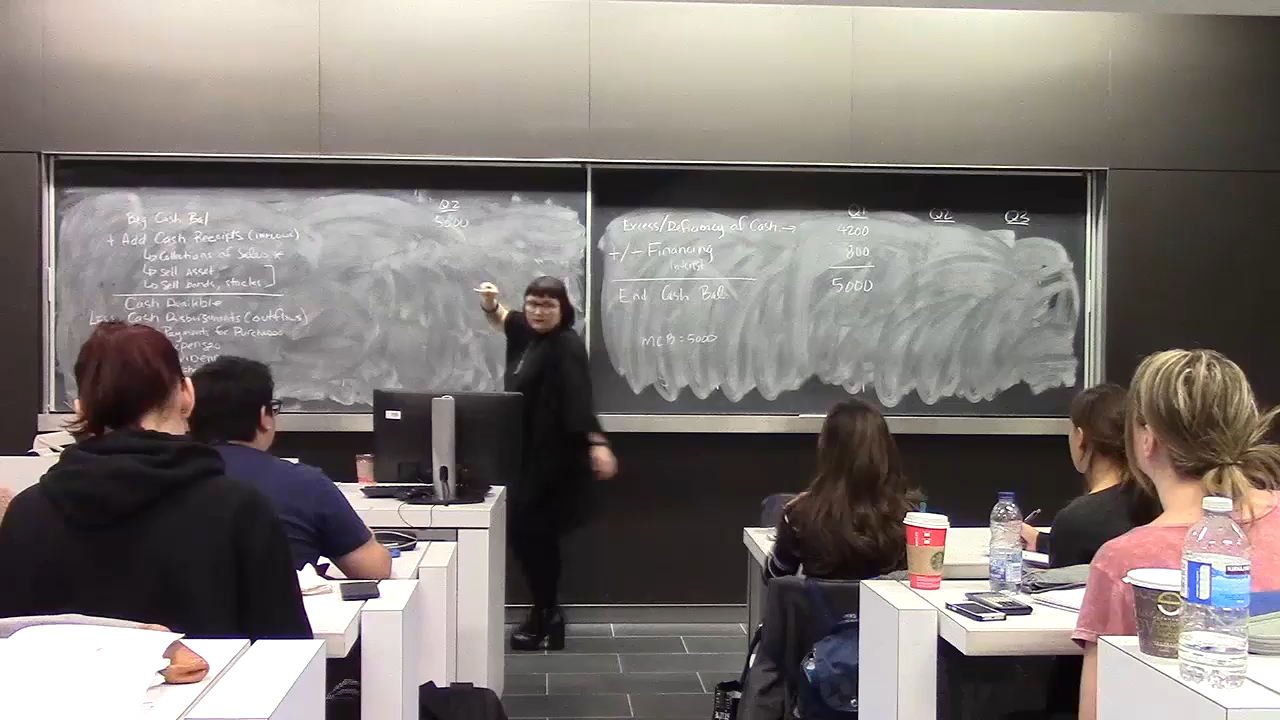 Q2
Beg Cash Bal 5000
+ Add Cash Receipts (inflows)
↳ Collections of Sales *
↳ Sell Asset
↳ Sell bonds, stocks
Cash Available
Less Cash Disbursments (outflows)
Payments for Purchases
Q1 Q2 Q3
Excess/Deficiency of Cash → 4200
+/- Financing 800
Interest
End Cash Bal. 5000
MCB = 5000